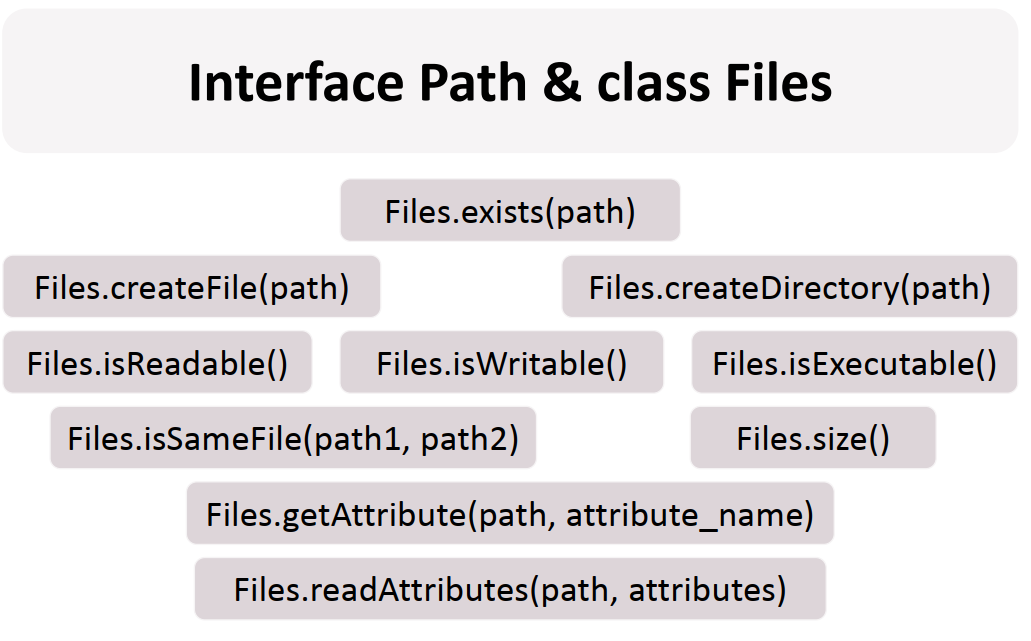 Interface Path & class Files
Files.exists(path)
Files.createFile(path)
Files.createDirectory(path)
Files.isReadable()
Files.isWritable()
Files.isExecutable()
Files.isSameFile(path1, path2)
Files.size()
Files.getAttribute(path, attribute_name)
Files.readAttributes(path, attributes)